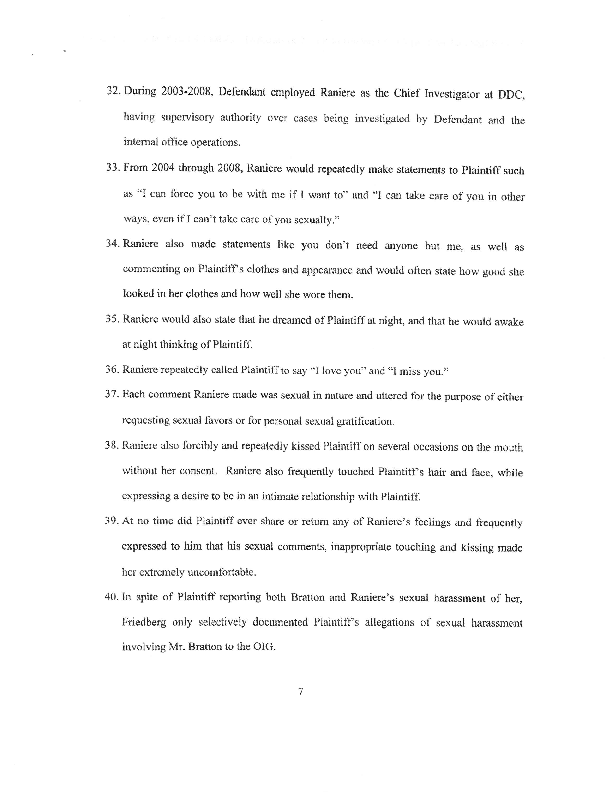 32. During 2003-2008, Defendant employed Raniere as the Chief Investigator at DDC,
having supervisory authority over cases being investigated by Defendant and the
internal office operations.
33. From 2004 through 2008, Raniere would repeatedly make statements to Plaintiff such
as "I can force you to be with me if I want to" and "I can take care of you in other
ways, even if I can't take care of you sexually."
34. Raniere also made statements like you don't need anyone but me, as well as
commenting on Plaintiff's clothes and appearance and would often state how good she
looked in her clothes and how well she wore them.
35. Raniere would also state that he dreamed of Plaintiff at night, and that he would awake
at night thinking of Plaintiff.
36. Raniere repeatedly called Plaintiff to say "I love you" and "I miss you."
37. Each comment Raniere made was sexual in nature and uttered for the purpose of either
requesting sexual favors or for personal sexual gratification.
38. Raniere also forcibly and repeatedly kissed Plaintiff on several occasions on the mouth
without her consent. Raniere also frequently touched Plaintiff's hair and face, while
expressing a desire to be in an intimate relationship with Plaintiff.
39. At no time did Plaintiff ever share or return any of Raniere's feelings and frequently
expressed to him that his sexual comments, inappropriate touching and kissing made
her extremely uncomfortable.
40. In spite of Plaintiff reporting both Bratton and Raniere's sexual harassment of her,
Friedberg only selectively documented Plaintiff's allegations of sexual harassment
involving Mr. Bratton to the OIG.
7